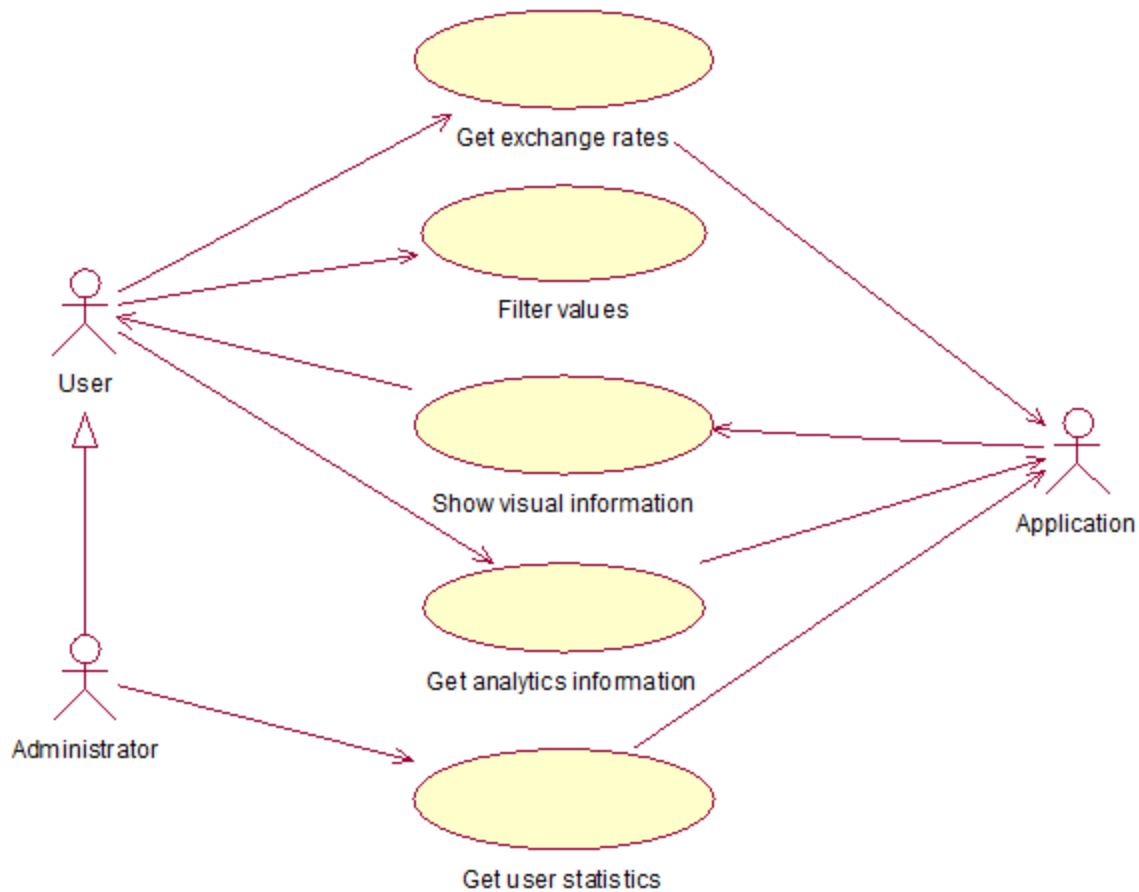 Get exchange rates
Filter values
User
Show visual information
Application
Get analytics information
Administrator
Get user statistics